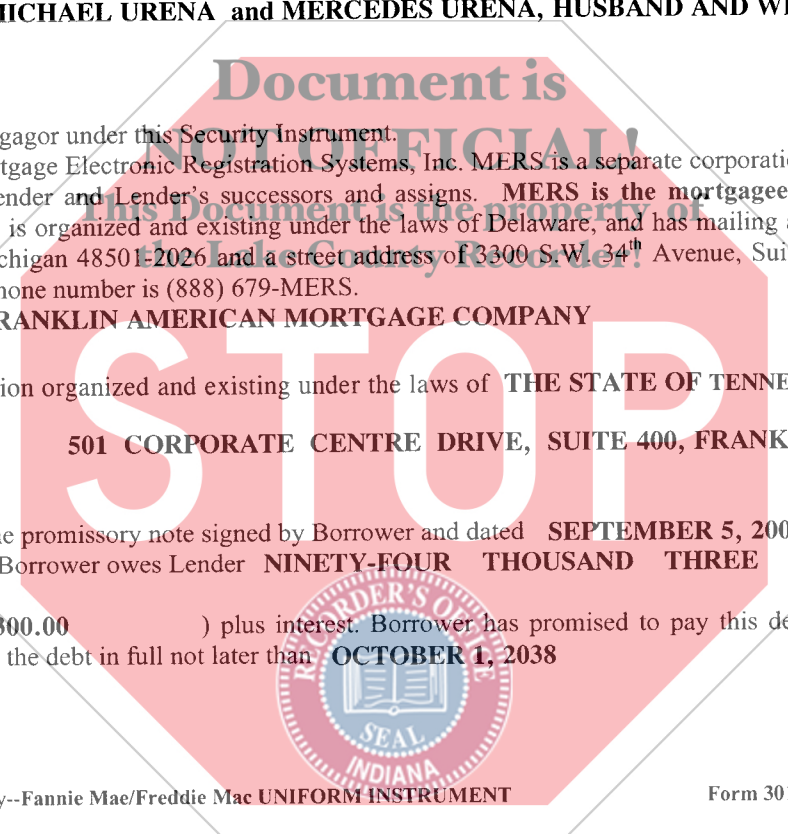 MICHAEL URENA and MERCEDES URENA, HUSBAND AND WI
Document is
gagor under this Security Instrument.
NOT OFFICIAL!
tgage Electronic Registration Systems, Inc. MERS is a separate corporati
ender and Lender's successors and assigns. MERS is the mortgagee
This Document is the property of
is organized and existing under the laws of Delaware, and has mailing a
the Lake County Recorder!
chigan 48501-2026 and a street address of 3300 S.W. 34th Avenue, Sui
hone number is (888) 679-MERS.
RANKLIN AMERICAN MORTGAGE COMPANY
STOP
ion organized and existing under the laws of THE STATE OF TENNE
501 CORPORATE CENTRE DRIVE, SUITE 400, FRANK
e promissory note signed by Borrower and dated SEPTEMBER 5, 200
Borrower owes Lender NINETY-FOUR THOUSAND THREE
300.00 ) plus interest. Borrower has promised to pay this de
the debt in full not later than OCTOBER 1, 2038
RECORDER'S OFFICE
SEAL
INDIANA
y--Fannie Mae/Freddie Mac UNIFORM INSTRUMENT
Form 301